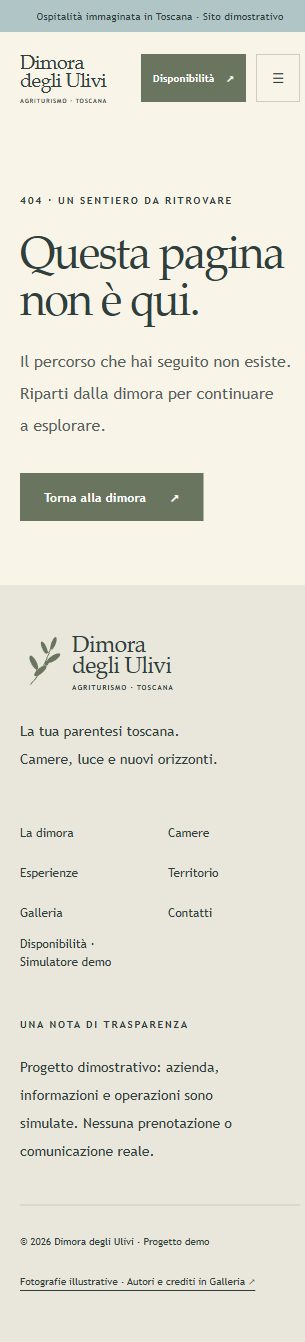 Ospitalità immaginata in Toscana · Sito dimostrativo
Dimora
degli Ulivi
AGRITURISMO · TOSCANA
Disponibilità ↗
☰
404 · UN SENTIERO DA RITROVARE
Questa pagina
non è qui.
Il percorso che hai seguito non esiste.
Riparti dalla dimora per continuare
a esplorare.
Torna alla dimora ↗
Dimora
degli Ulivi
AGRITURISMO · TOSCANA
La tua parentesi toscana.
Camere, luce e nuovi orizzonti.
La dimora
Camere
Esperienze
Territorio
Galleria
Contatti
Disponibilità ·
Simulatore demo
UNA NOTA DI TRASPARENZA
Progetto dimostrativo: azienda,
informazioni e operazioni sono
simulate. Nessuna prenotazione o
comunicazione reale.
© 2026 Dimora degli Ulivi · Progetto demo
Fotografie illustrative · Autori e crediti in Galleria ↗